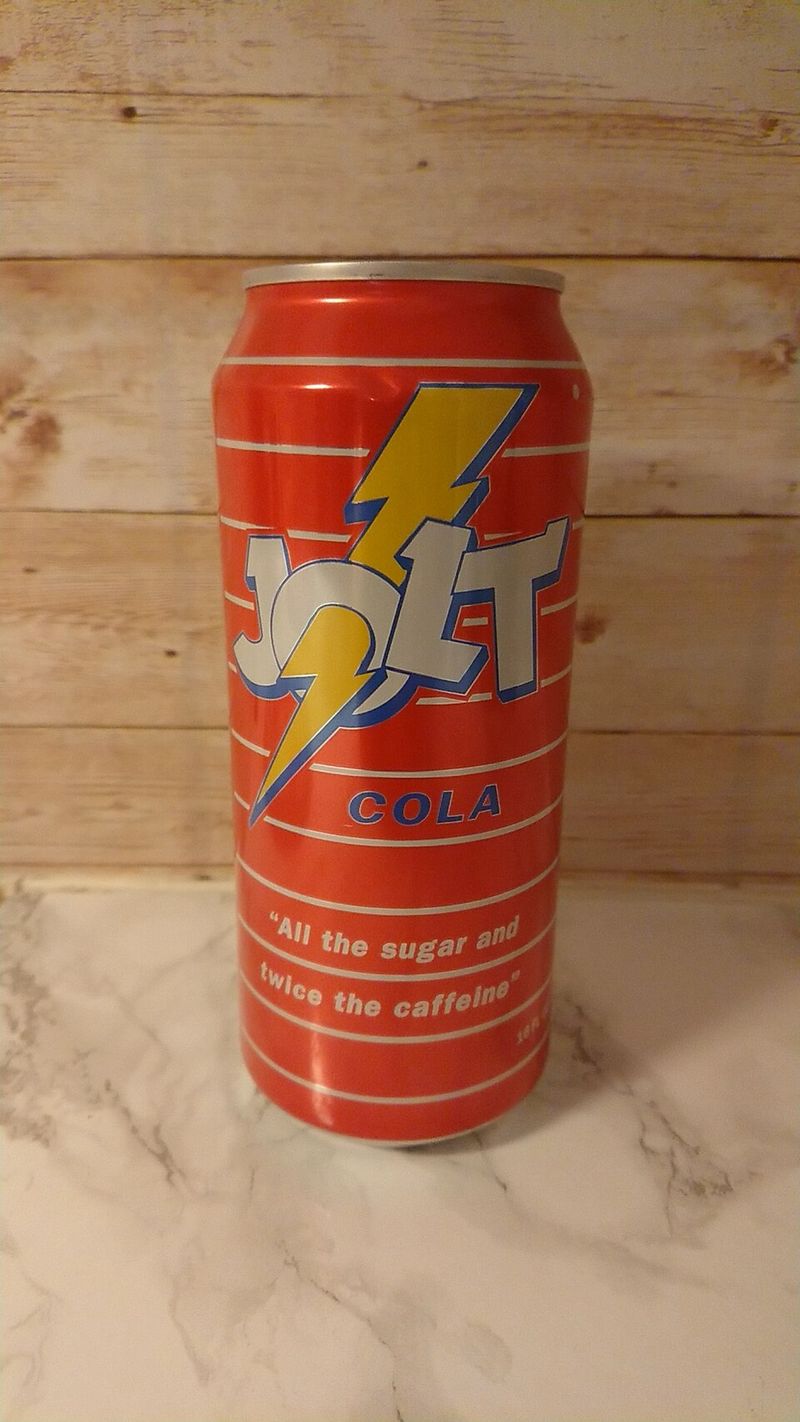 JOLT
COLA
“All the sugar and
twice the caffeine”